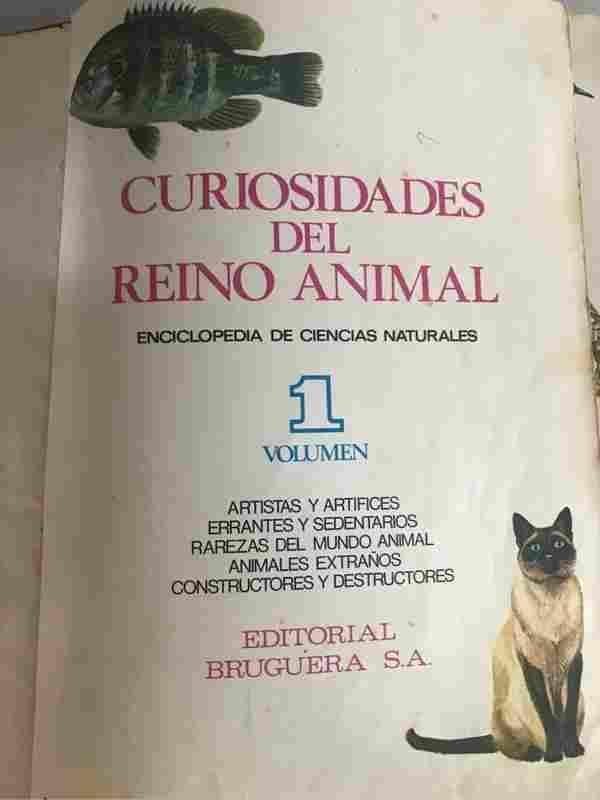 CURIOSIDADES
DEL
REINO ANIMAL
ENCICLOPEDIA DE CIENCIAS NATURALES
1
VOLUMEN
ARTISTAS Y ARTIFICES
ERRANTES Y SEDENTARIOS
RAREZAS DEL MUNDO ANIMAL
ANIMALES EXTRAÑOS
CONSTRUCTORES Y DESTRUCTORES
EDITORIAL
BRUGUERA S.A.